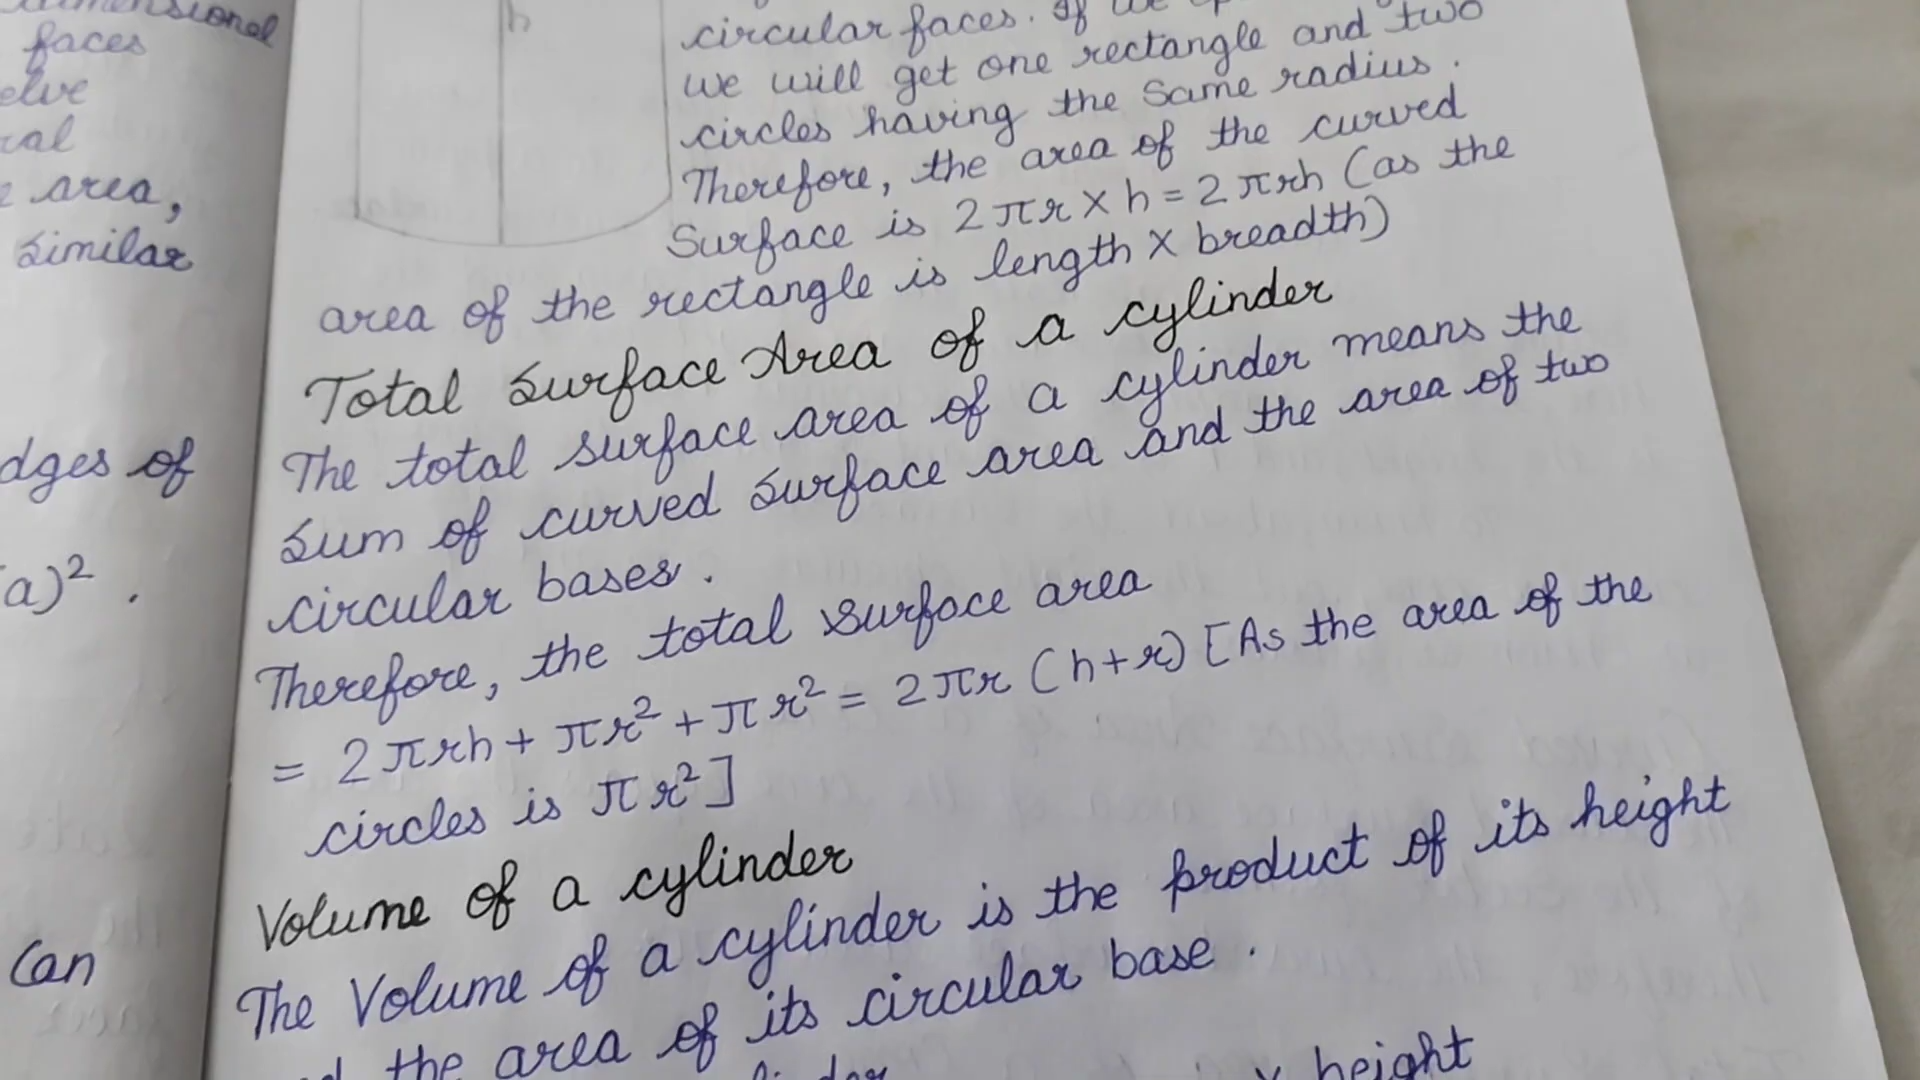 dimensional
faces
elve
ral
area,
similar
dges of
a)² .
Can
h
circular faces. If we
we will get one rectangle and two
circles having the same radius.
Therefore, the area of the curved
Surface is 2πr×h=2πrh (as the
area of the rectangle is length × breadth)
Total Surface Area of a cylinder
The total surface area of a cylinder means the
sum of curved surface area and the area of two
circular bases.
Therefore, the total surface area
= 2πrh + πr² + πr² = 2πr (h+r) [As the area of the
circles is πr²]
Volume of a cylinder
The Volume of a cylinder is the product of its height
the area of its circular base.
× height